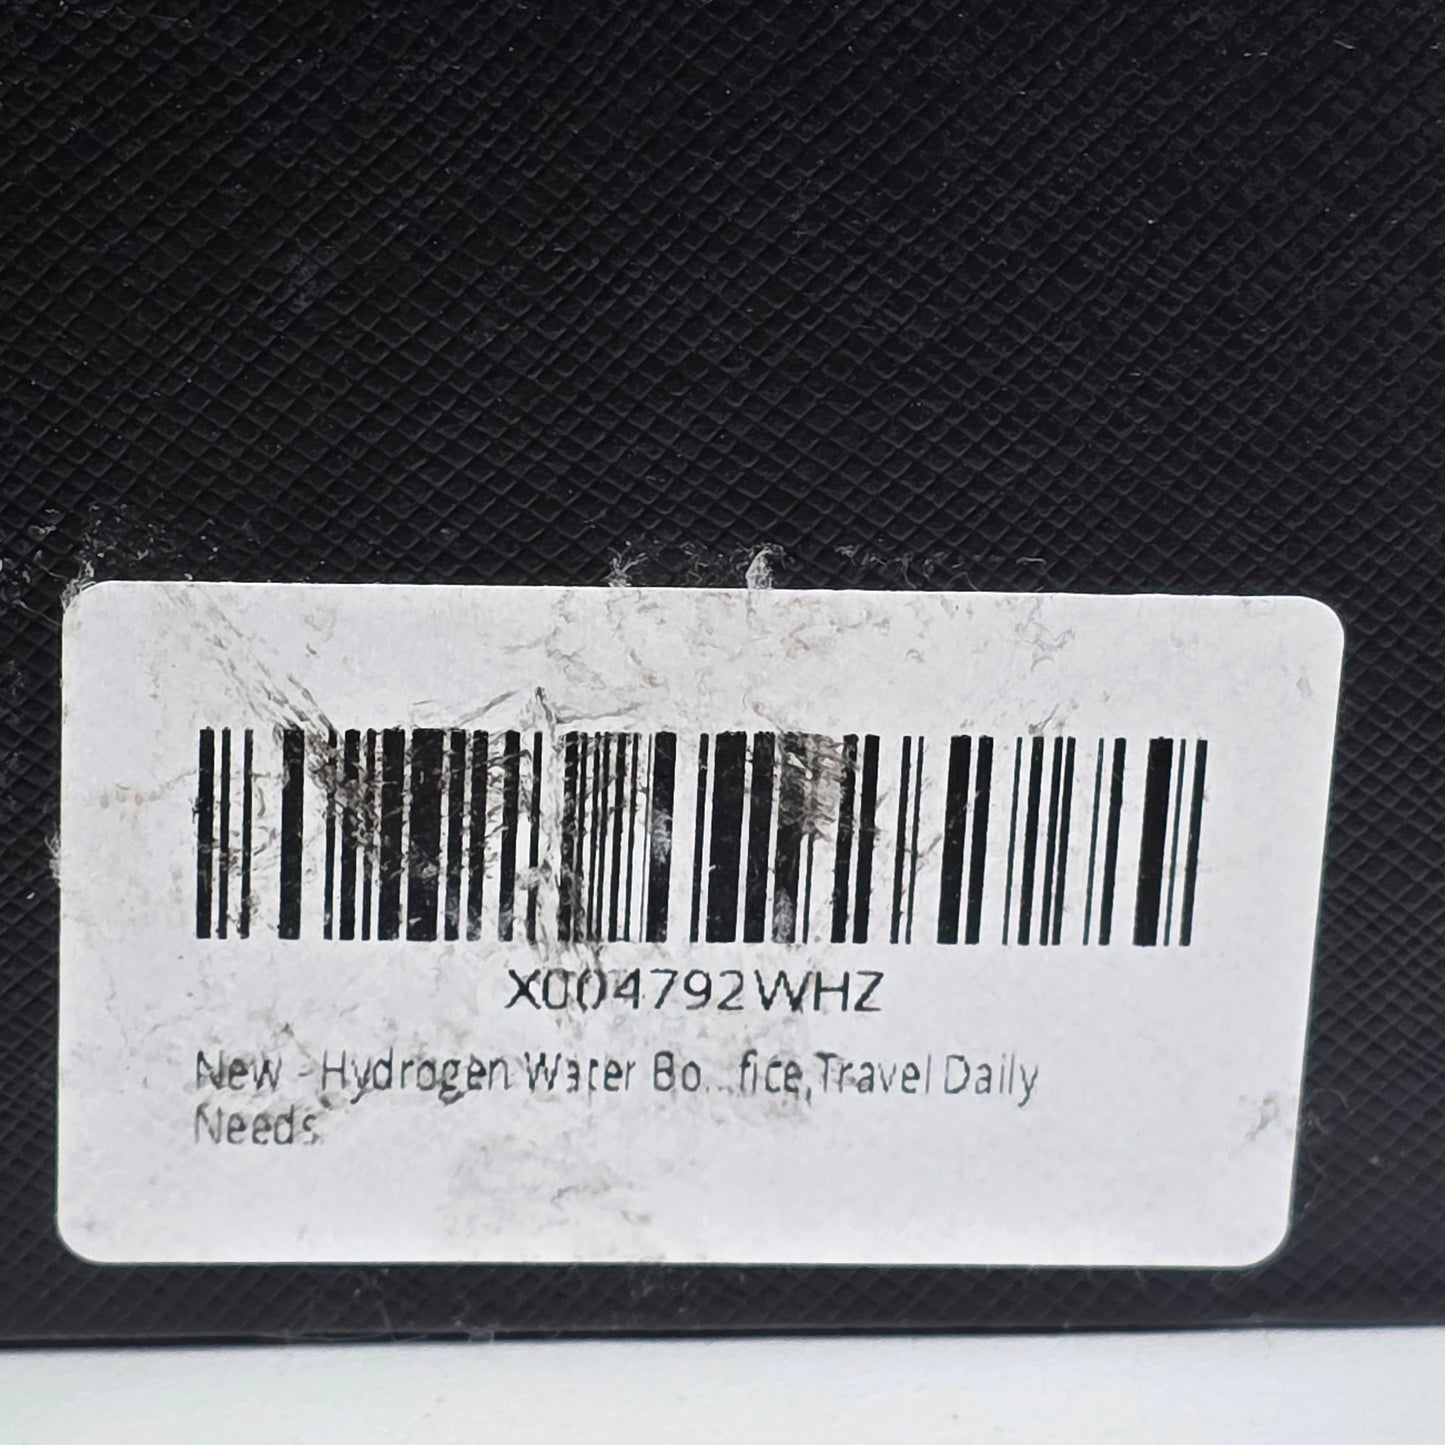 X004792WHZ
New - Hydrogen Water Bo...fice,Travel Daily
Needs